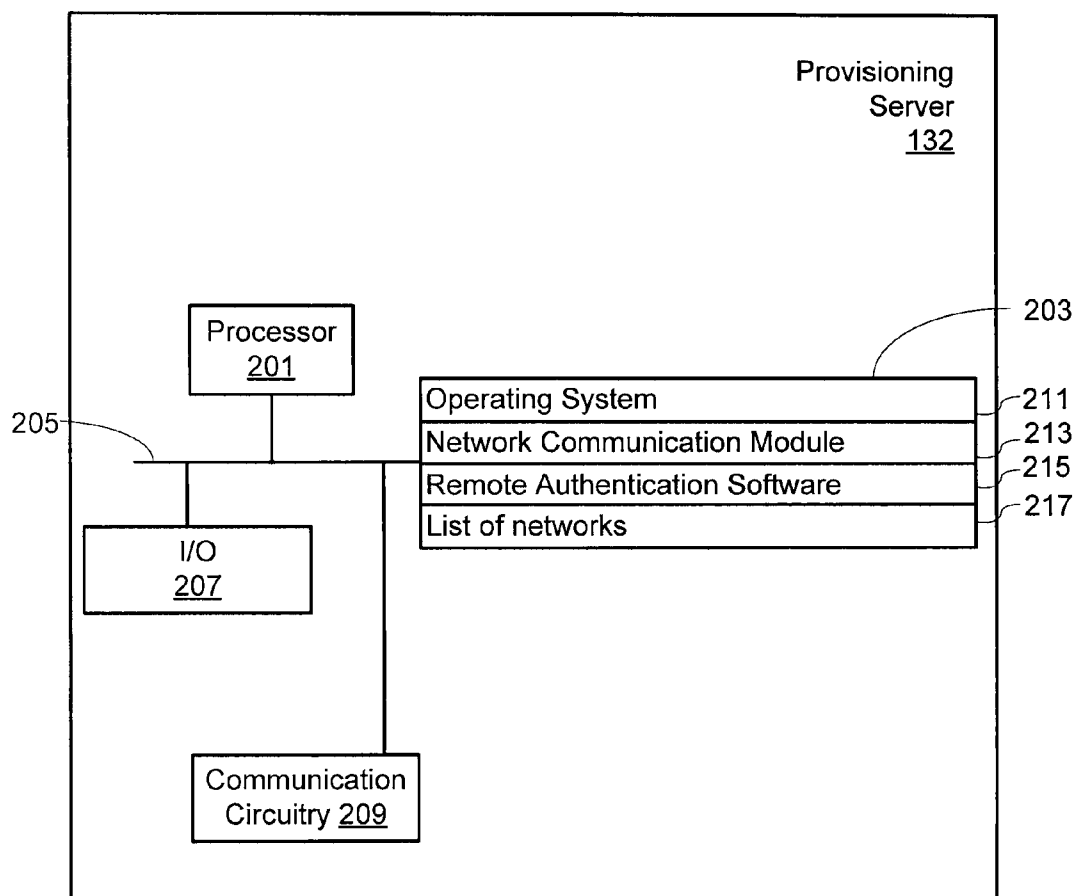 Provisioning
Server
132
Processor
201
203
Operating System
211
205
Network Communication Module
213
Remote Authentication Software
215
List of networks
217
I/O
207
Communication
Circuitry 209